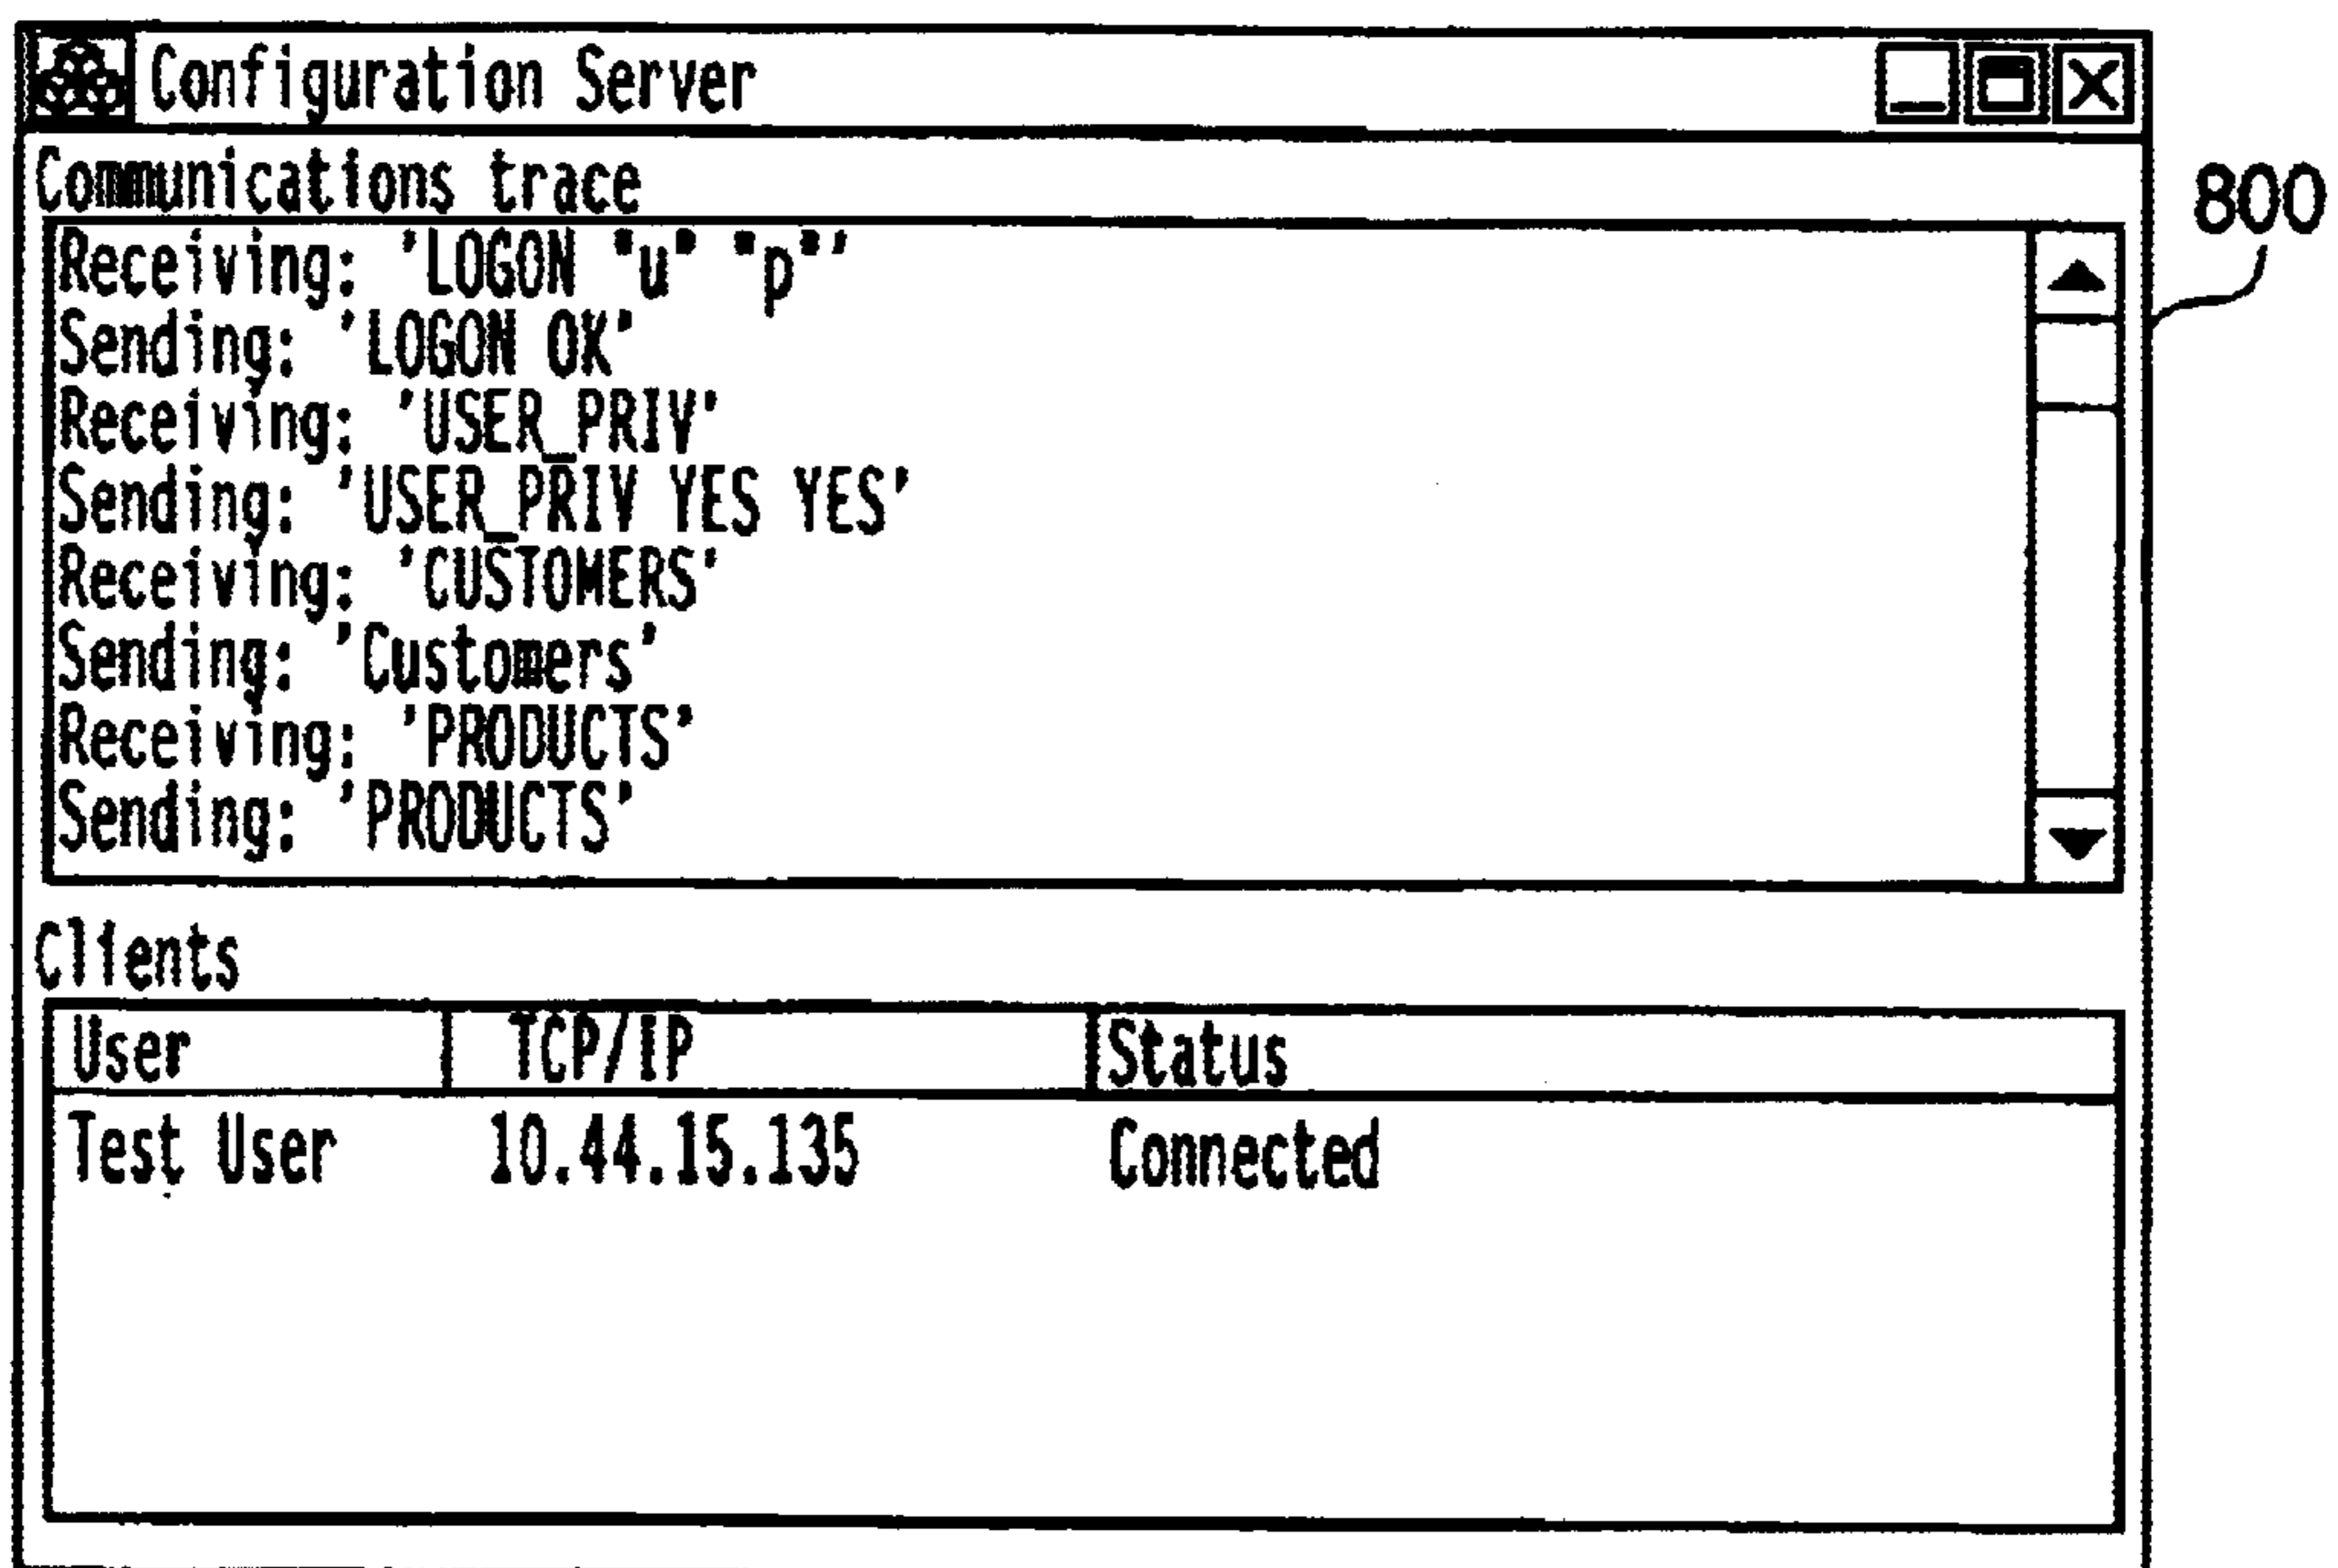 Configuration Server
Communications trace
800
Receiving: 'LOGON "u" "p"'
Sending: 'LOGON OK'
Receiving: 'USER_PRIV'
Sending: 'USER_PRIV YES YES'
Receiving: 'CUSTOMERS'
Sending: 'Customers'
Receiving: 'PRODUCTS'
Sending: 'PRODUCTS'
Clients
User TCP/IP Status
Test User 10.44.15.135 Connected